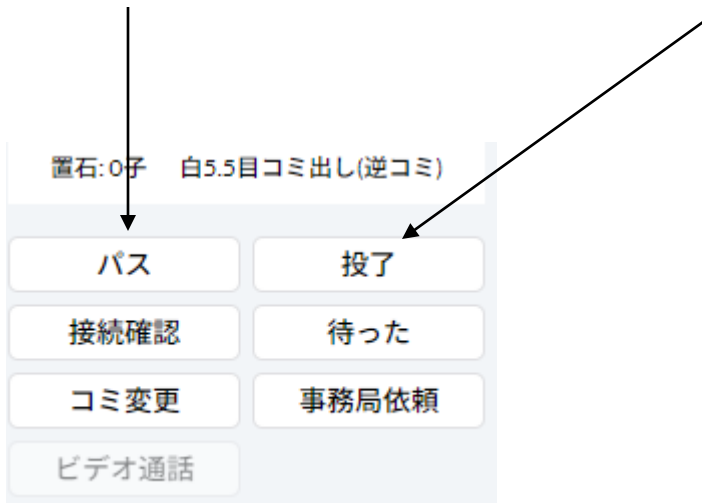 置石: 0子 白5.5目コミ出し(逆コミ)
パス 投了
接続確認 待った
コミ変更 事務局依頼
ビデオ通話